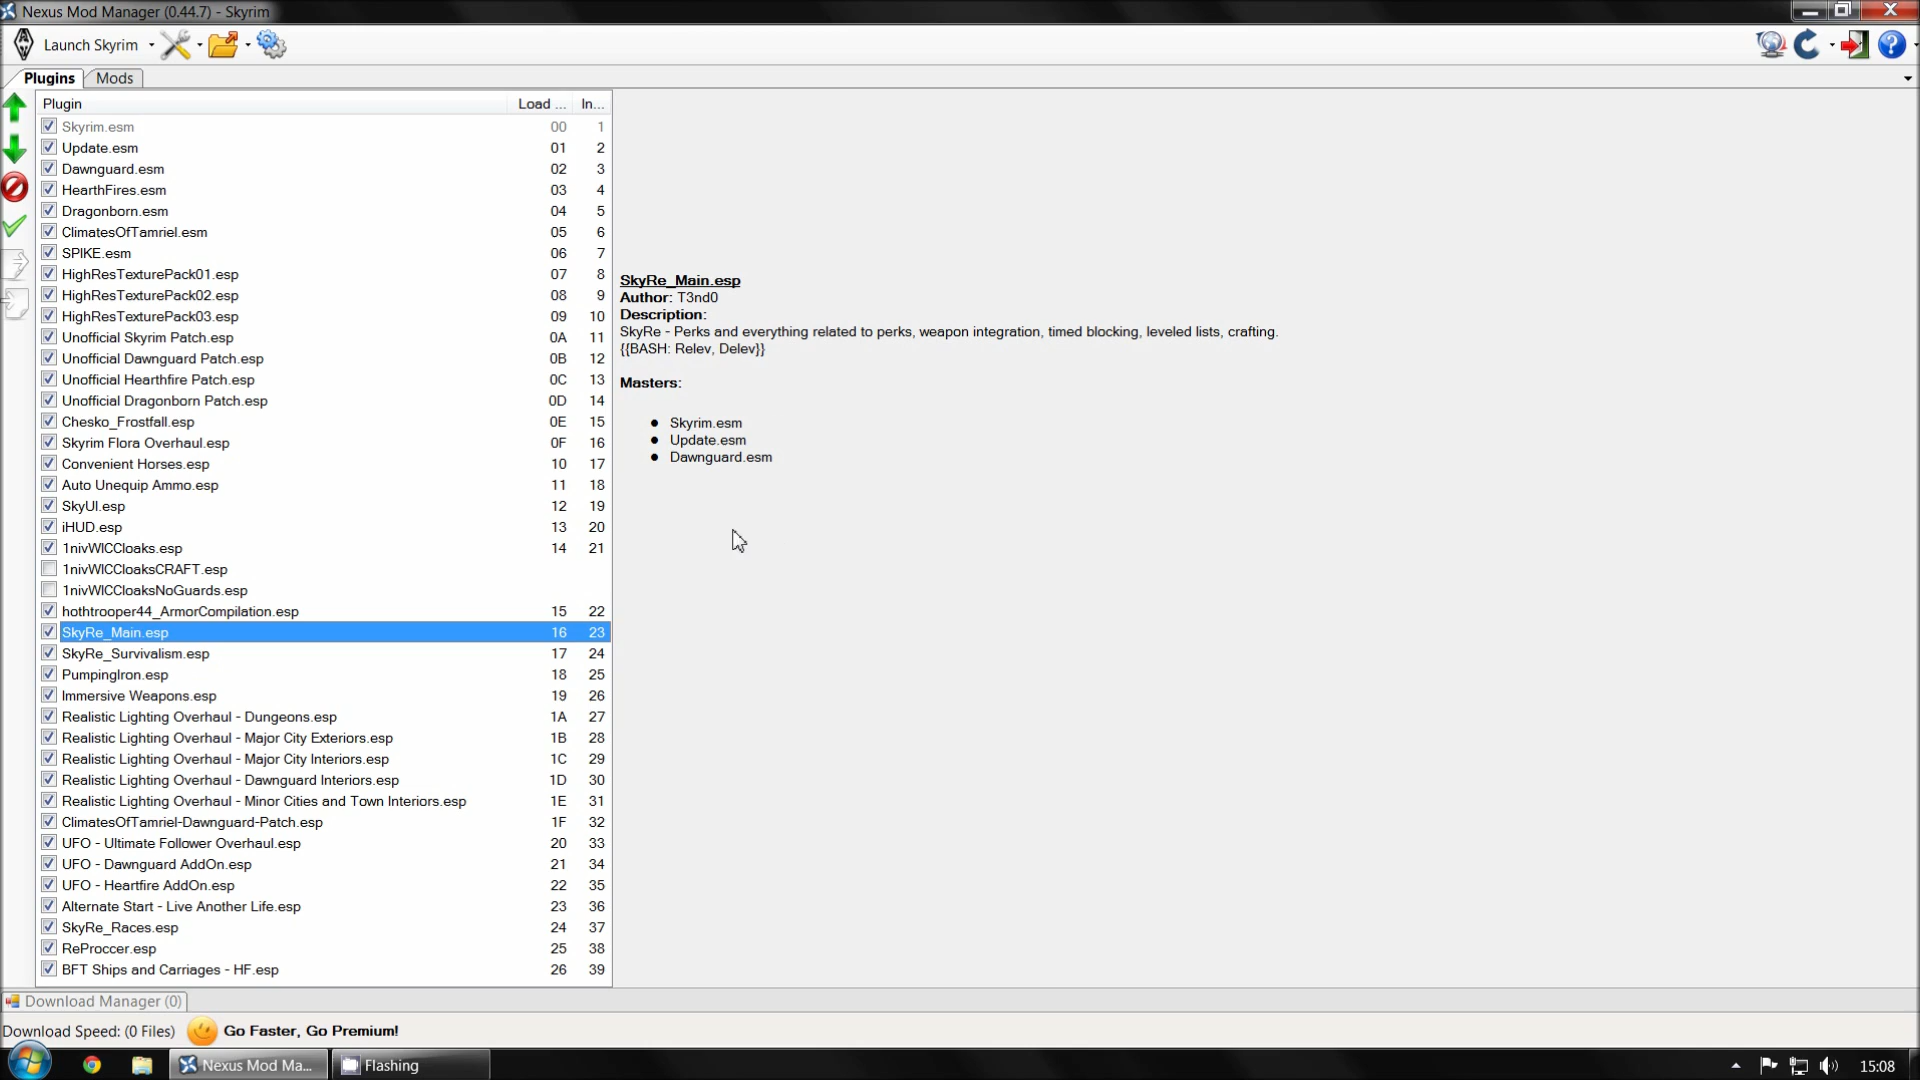 Nexus Mod Manager (0.44.7) - Skyrim
Launch Skyrim
Plugins Mods
Plugin Load ... In...
Skyrim.esm 00 1
Update.esm 01 2
Dawnguard.esm 02 3
HearthFires.esm 03 4
Dragonborn.esm 04 5
ClimatesOfTamriel.esm 05 6
SPIKE.esm 06 7
HighResTexturePack01.esp 07 8
HighResTexturePack02.esp 08 9
HighResTexturePack03.esp 09 10
Unofficial Skyrim Patch.esp 0A 11
Unofficial Dawnguard Patch.esp 0B 12
Unofficial Hearthfire Patch.esp 0C 13
Unofficial Dragonborn Patch.esp 0D 14
Chesko_Frostfall.esp 0E 15
Skyrim Flora Overhaul.esp 0F 16
Convenient Horses.esp 10 17
Auto Unequip Ammo.esp 11 18
SkyUI.esp 12 19
iHUD.esp 13 20
1nivWICCloaks.esp 14 21
1nivWICCloaksCRAFT.esp
1nivWICCloaksNoGuards.esp
hothtrooper44_ArmorCompilation.esp 15 22
SkyRe_Main.esp 16 23
SkyRe_Survivalism.esp 17 24
PumpingIron.esp 18 25
Immersive Weapons.esp 19 26
Realistic Lighting Overhaul - Dungeons.esp 1A 27
Realistic Lighting Overhaul - Major City Exteriors.esp 1B 28
Realistic Lighting Overhaul - Major City Interiors.esp 1C 29
Realistic Lighting Overhaul - Dawnguard Interiors.esp 1D 30
Realistic Lighting Overhaul - Minor Cities and Town Interiors.esp 1E 31
ClimatesOfTamriel-Dawnguard-Patch.esp 1F 32
UFO - Ultimate Follower Overhaul.esp 20 33
UFO - Dawnguard AddOn.esp 21 34
UFO - Heartfire AddOn.esp 22 35
Alternate Start - Live Another Life.esp 23 36
SkyRe_Races.esp 24 37
ReProccer.esp 25 38
BFT Ships and Carriages - HF.esp 26 39
SkyRe_Main.esp
Author: T3nd0
Description:
SkyRe - Perks and everything related to perks, weapon integration, timed blocking, leveled lists, crafting.
{{BASH: Relev, Delev}}
Masters:
Skyrim.esm
Update.esm
Dawnguard.esm
Download Manager (0)
Download Speed: (0 Files) Go Faster, Go Premium!
Nexus Mod Ma... Flashing 15:08